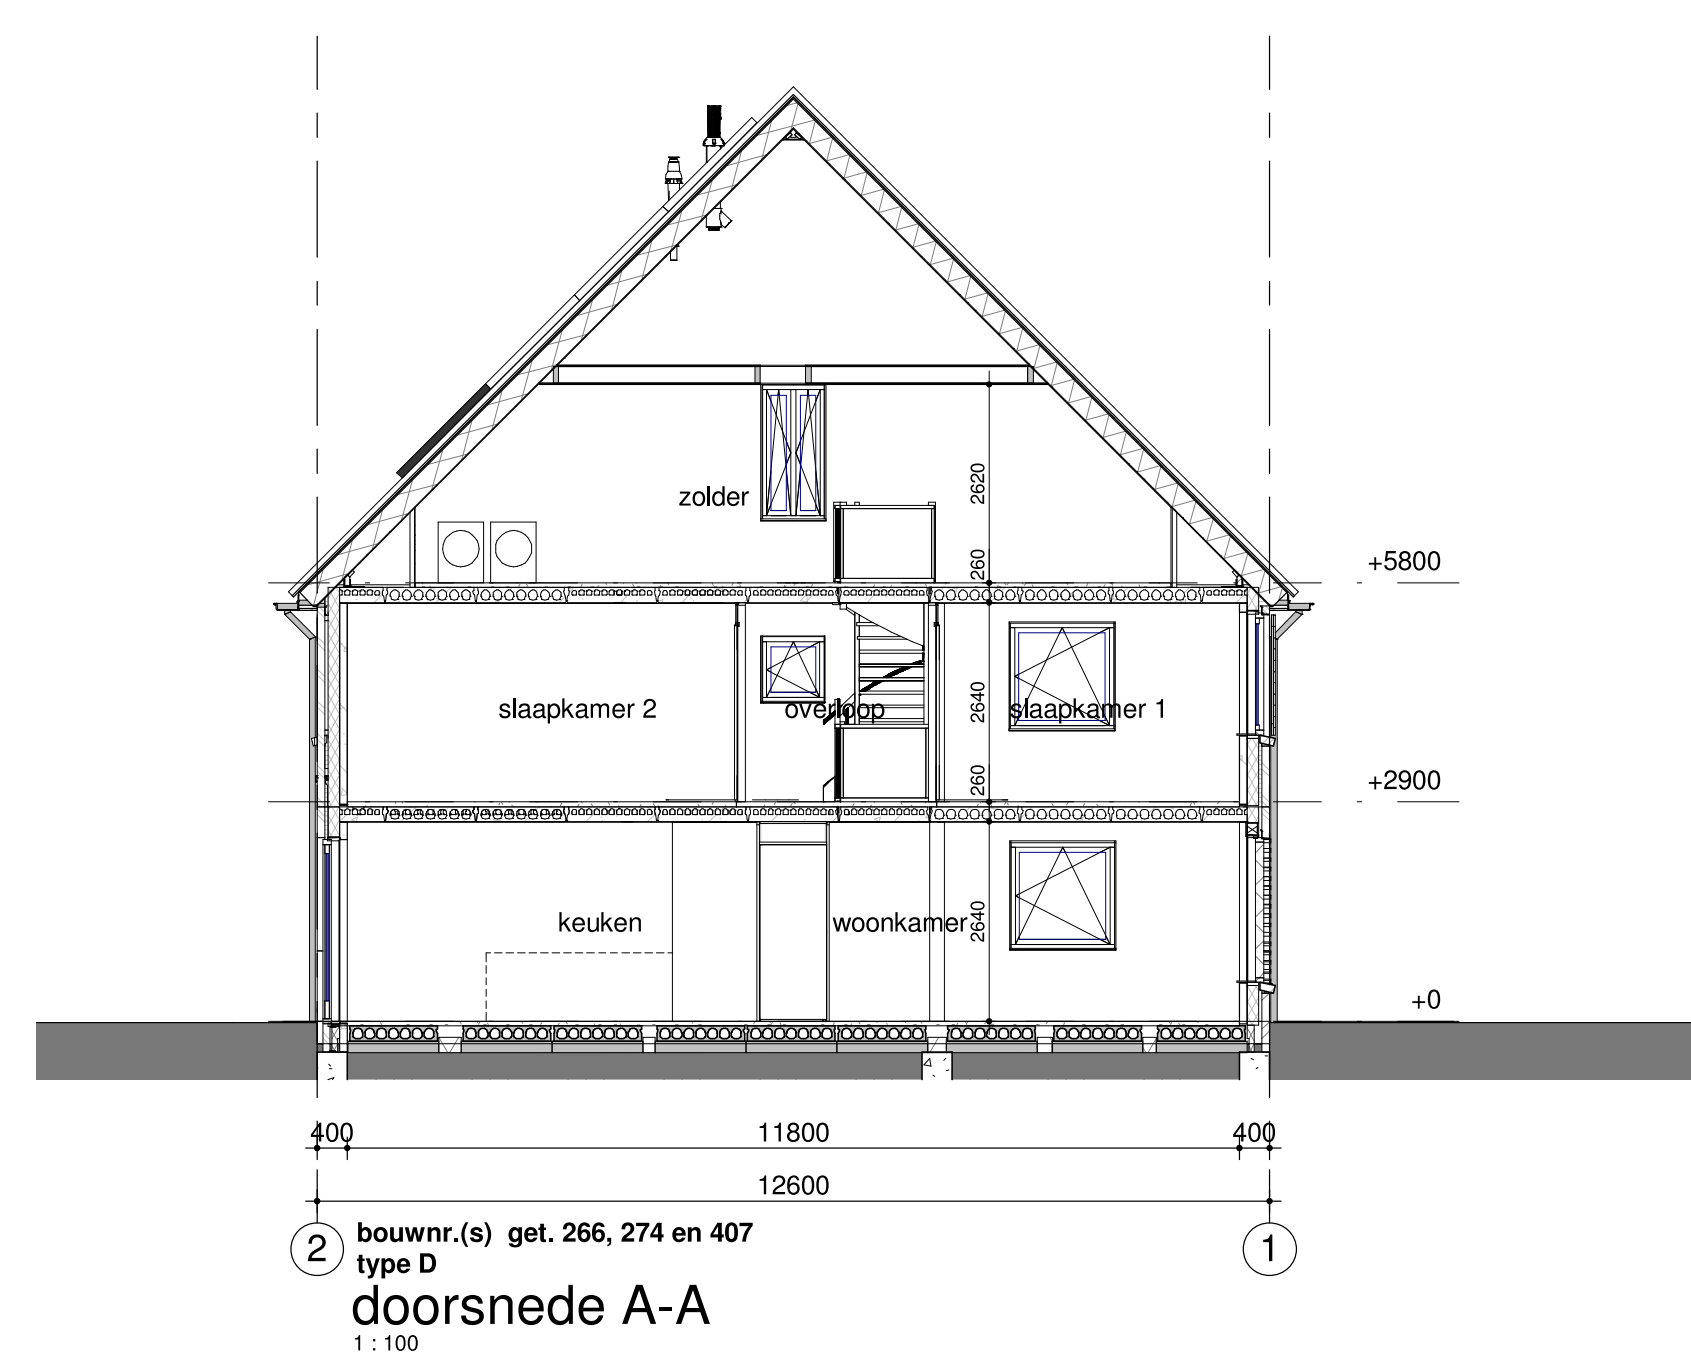 zolder
2620
260
+5800
slaapkamer 2
overloop
2640
slaapkamer 1
260
+2900
keuken
woonkamer
2640
+0
400
11800
400
12600
2
bouwnr.(s) get. 266, 274 en 407
1
type D
doorsnede A-A
1 : 100